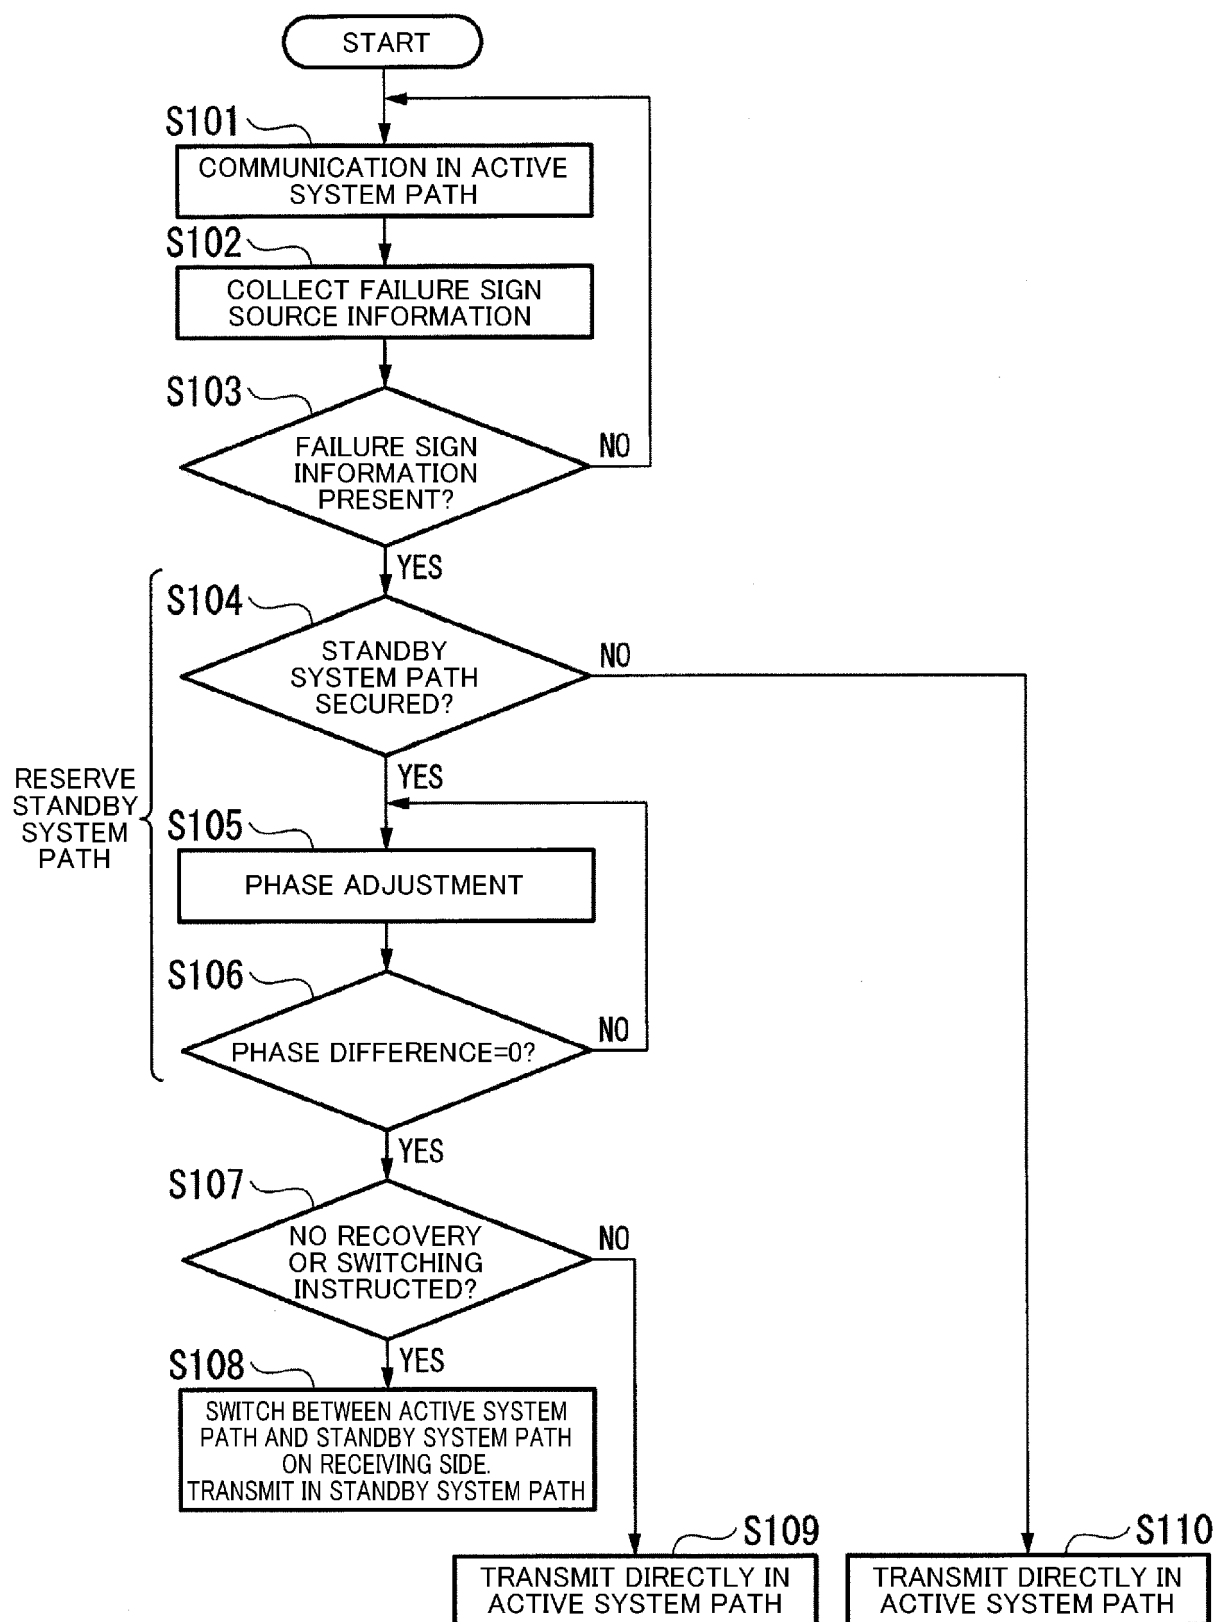 START
S101
COMMUNICATION IN ACTIVE
SYSTEM PATH
S102
COLLECT FAILURE SIGN
SOURCE INFORMATION
S103
FAILURE SIGN
INFORMATION
PRESENT?
NO
YES
S104
STANDBY
SYSTEM PATH
SECURED?
NO
YES
RESERVE
STANDBY
SYSTEM
PATH
S105
PHASE ADJUSTMENT
S106
PHASE DIFFERENCE=0?
NO
YES
S107
NO RECOVERY
OR SWITCHING
INSTRUCTED?
NO
YES
S108
SWITCH BETWEEN ACTIVE SYSTEM
PATH AND STANDBY SYSTEM PATH
ON RECEIVING SIDE.
TRANSMIT IN STANDBY SYSTEM PATH
S109
TRANSMIT DIRECTLY IN
ACTIVE SYSTEM PATH
S110
TRANSMIT DIRECTLY IN
ACTIVE SYSTEM PATH